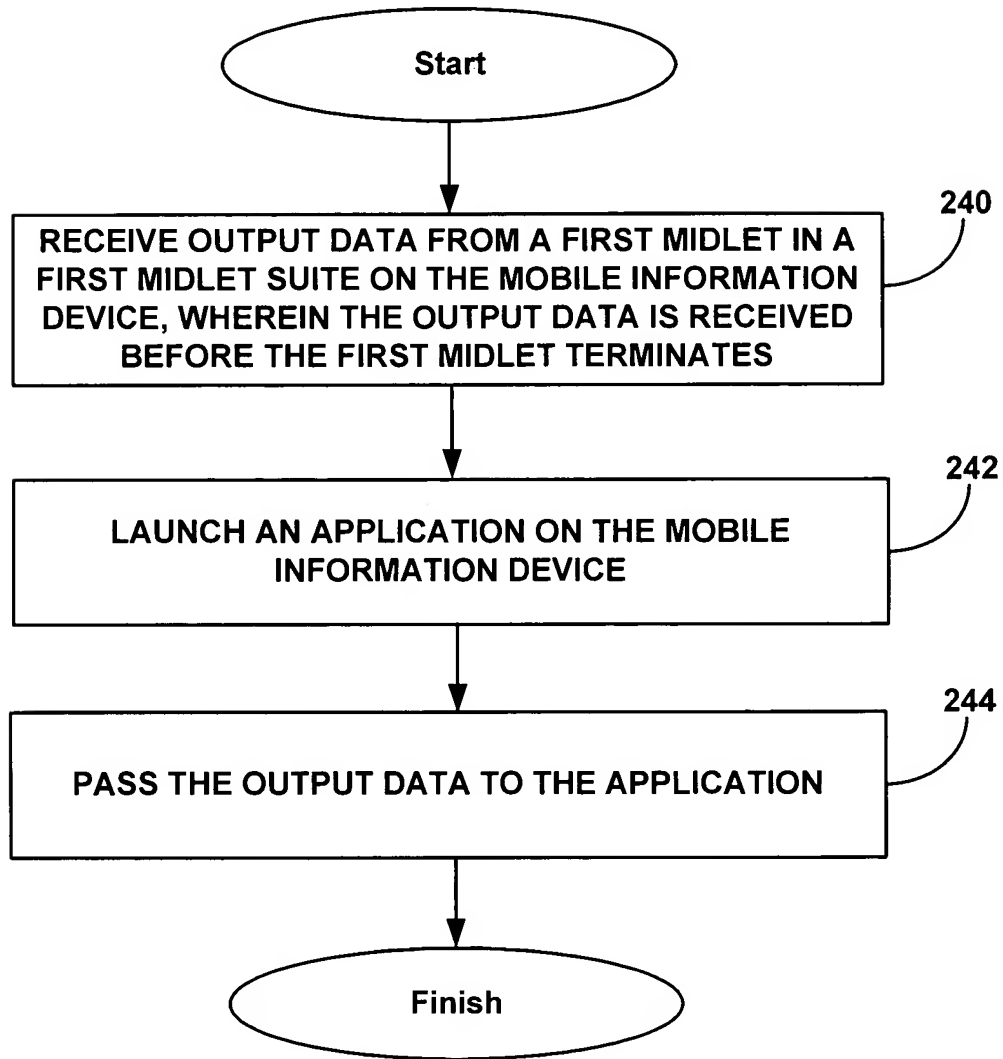 Start
240
RECEIVE OUTPUT DATA FROM A FIRST MIDLET IN A
FIRST MIDLET SUITE ON THE MOBILE INFORMATION
DEVICE, WHEREIN THE OUTPUT DATA IS RECEIVED
BEFORE THE FIRST MIDLET TERMINATES
242
LAUNCH AN APPLICATION ON THE MOBILE
INFORMATION DEVICE
244
PASS THE OUTPUT DATA TO THE APPLICATION
Finish